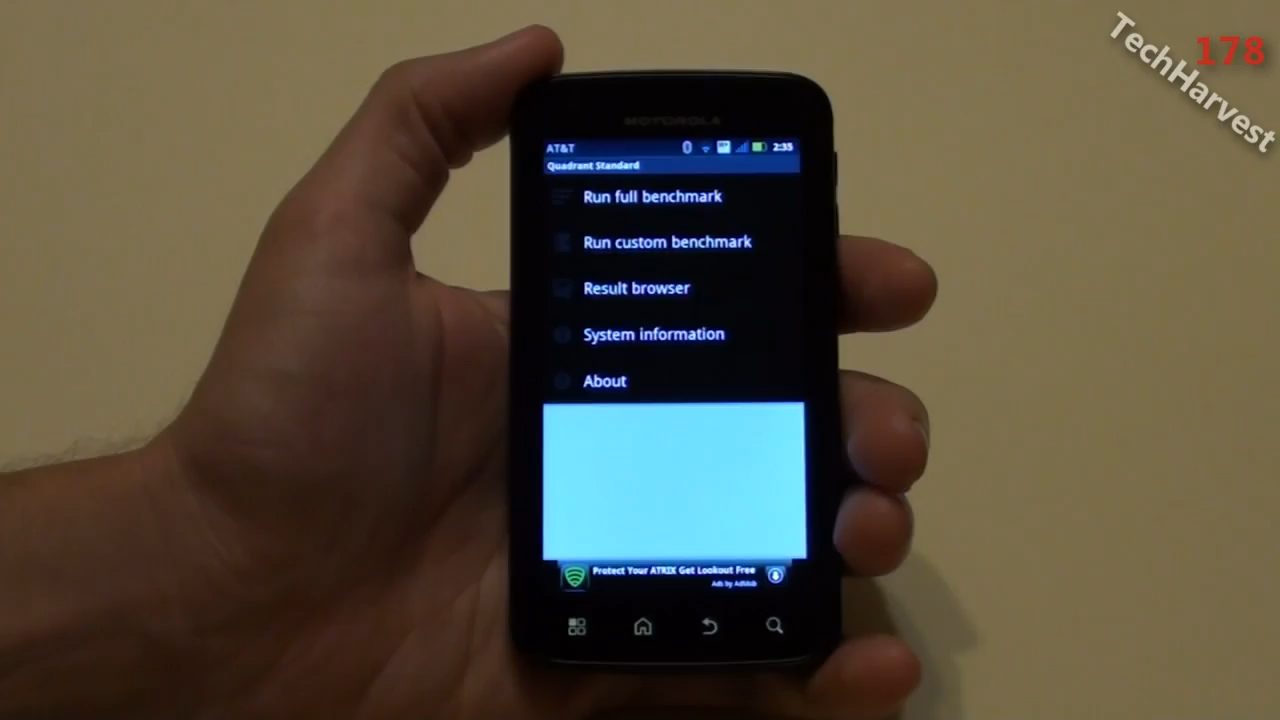 178
TechHarvest
MOTOROLA
AT&T 2:35
Quadrant Standard
Run full benchmark
Run custom benchmark
Result browser
System information
About
Protect Your ATRIX Get Lookout Free
Ads by AdMob